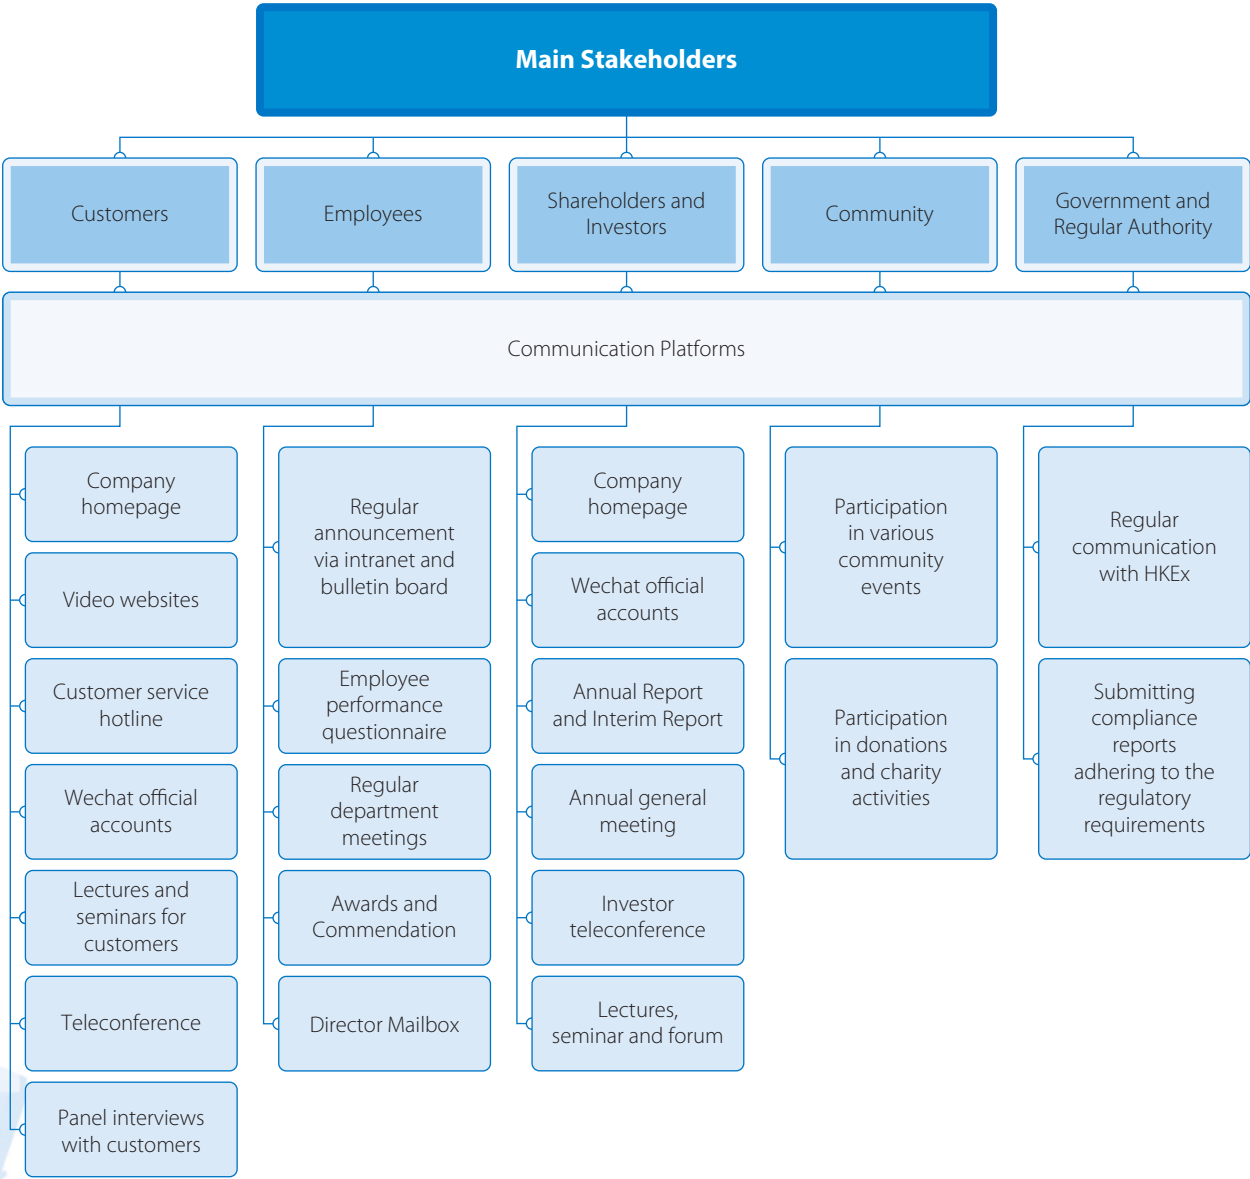 Main Stakeholders
Customers
Employees
Shareholders and
Investors
Community
Government and
Regular Authority
Communication Platforms
Company
homepage
Video websites
Customer service
hotline
Wechat official
accounts
Lectures and
seminars for
customers
Teleconference
Panel interviews
with customers
Regular
announcement
via intranet and
bulletin board
Employee
performance
questionnaire
Regular
department
meetings
Awards and
Commendation
Director Mailbox
Company
homepage
Wechat official
accounts
Annual Report
and Interim Report
Annual general
meeting
Investor
teleconference
Lectures,
seminar and forum
Participation
in various
community
events
Participation
in donations
and charity
activities
Regular
communication
with HKEx
Submitting
compliance
reports
adhering to the
regulatory
requirements